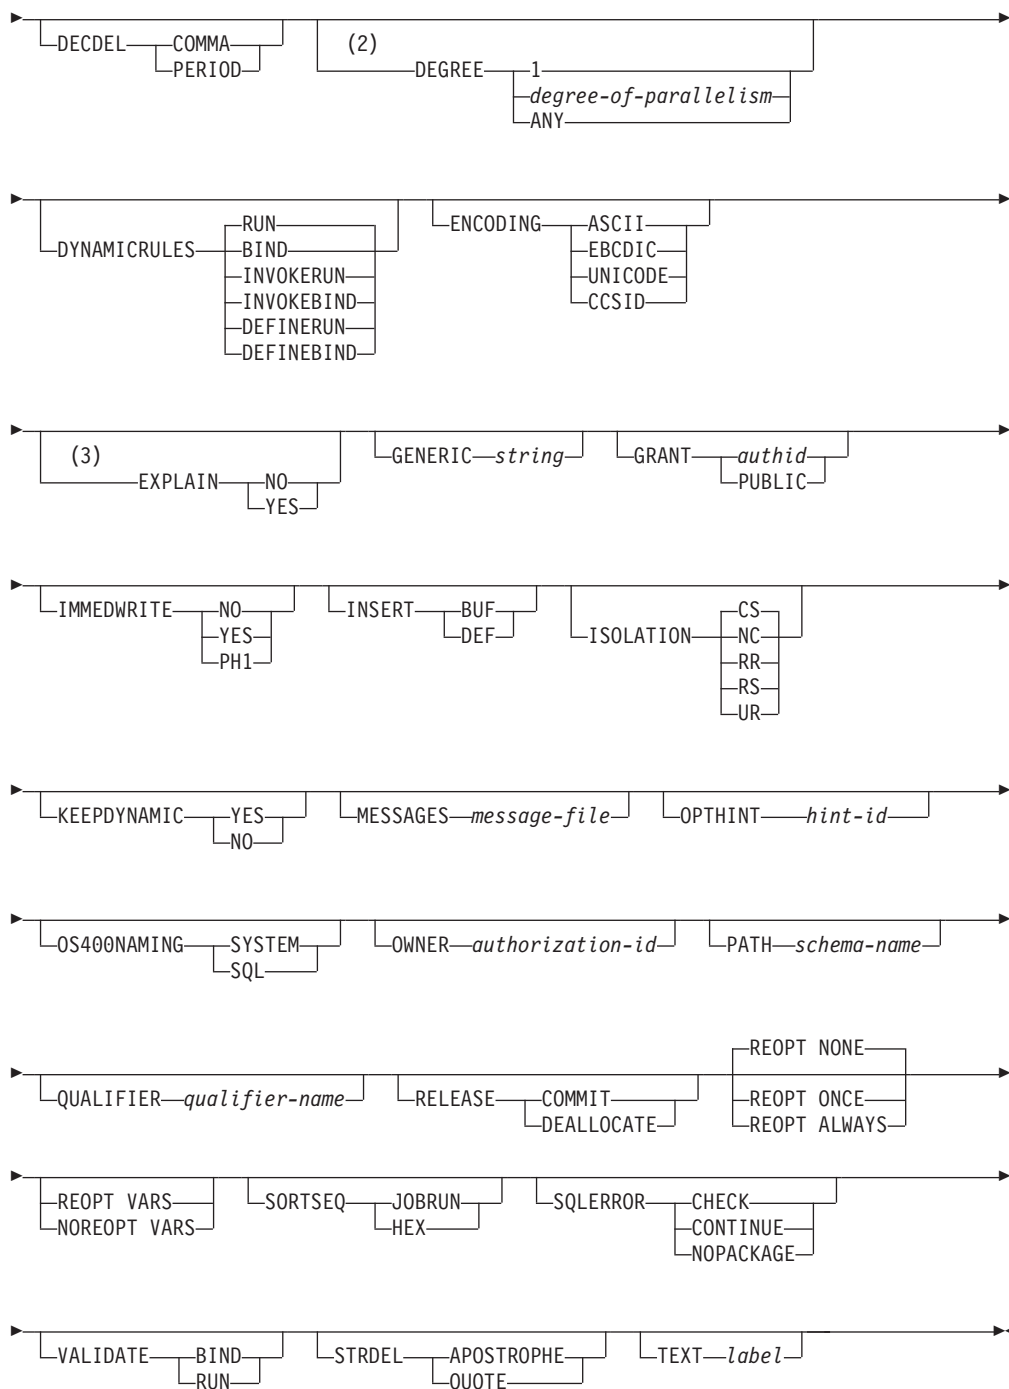 DECDEL COMMA
PERIOD
(2)
DEGREE 1
degree-of-parallelism
ANY
DYNAMICRULES RUN
BIND
INVOKERUN
INVOKEBIND
DEFINERUN
DEFINEBIND
ENCODING ASCII
EBCDIC
UNICODE
CCSID
(3)
EXPLAIN NO
YES
GENERIC string
GRANT authid
PUBLIC
IMMEDWRITE NO
YES
PH1
INSERT BUF
DEF
ISOLATION CS
NC
RR
RS
UR
KEEPDYNAMIC YES
NO
MESSAGES message-file
OPTHINT hint-id
OS400NAMING SYSTEM
SQL
OWNER authorization-id
PATH schema-name
QUALIFIER qualifier-name
RELEASE COMMIT
DEALLOCATE
REOPT NONE
REOPT ONCE
REOPT ALWAYS
REOPT VARS
NOREOPT VARS
SORTSEQ JOBRUN
HEX
SQLERROR CHECK
CONTINUE
NOPACKAGE
VALIDATE BIND
RUN
STRDEL APOSTROPHE
QUOTE
TEXT label